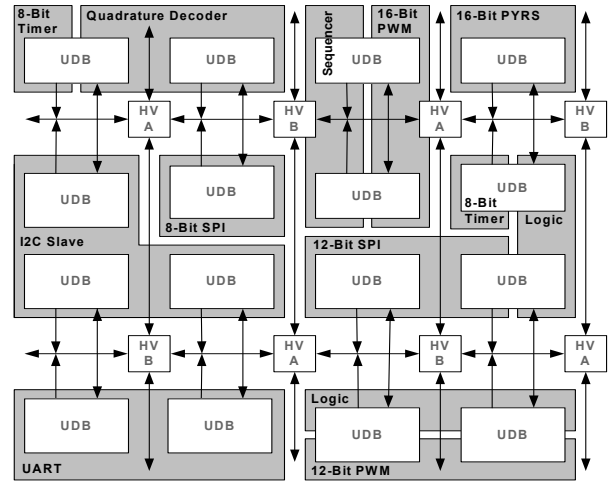 8-Bit
Timer
Quadrature Decoder
Sequencer
16-Bit
PWM
16-Bit PYRS
UDB
UDB
UDB
UDB
HV
A
HV
B
HV
A
HV
B
UDB
UDB
UDB
UDB
8-Bit SPI
8-Bit
Timer
Logic
I2C Slave
12-Bit SPI
UDB
UDB
UDB
UDB
HV
B
HV
A
HV
B
HV
A
Logic
UDB
UDB
UDB
UDB
UART
12-Bit PWM